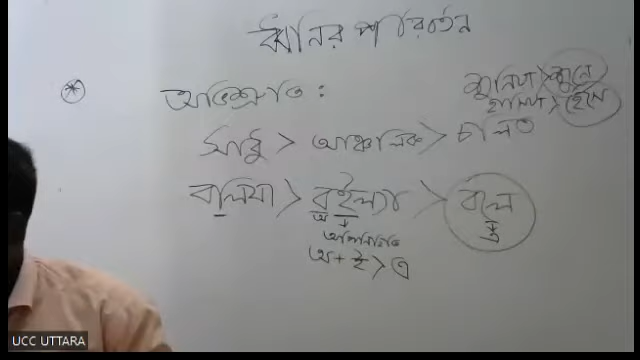 ধ্বনির পরিবর্তন
অভিশ্রুতি :
শুনিয়া > শুনে
হাসিয়া > হেসে
সাধু > আঞ্চলিক > চলিত
বলিয়া > বইল্যা > বলে
অ
অপিনিহিত
অ + ই > এ
UCC UTTARA